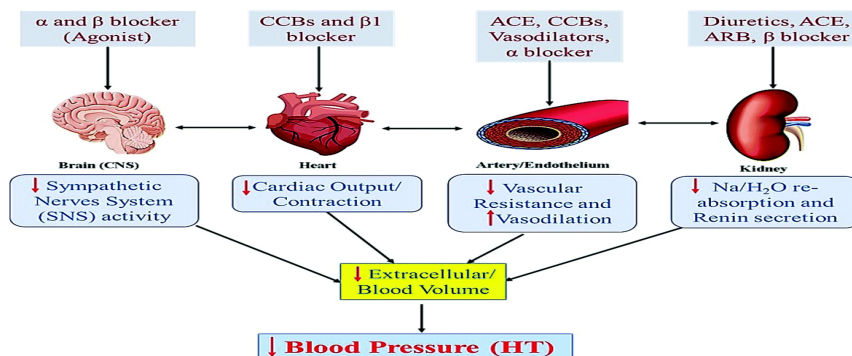 α and β blocker
(Agonist)
CCBs and β1
blocker
ACE, CCBs,
Vasodilators,
α blocker
Diuretics, ACE,
ARB, β blocker
Brain (CNS)
Heart
Artery/Endothelium
Kidney
↓ Sympathetic
Nerves System
(SNS) activity
↓ Cardiac Output/
Contraction
↓ Vascular
Resistance and
↑ Vasodilation
↓ Na/H₂O re-
absorption and
Renin secretion
↓ Extracellular/
Blood Volume
↓ Blood Pressure (HT)